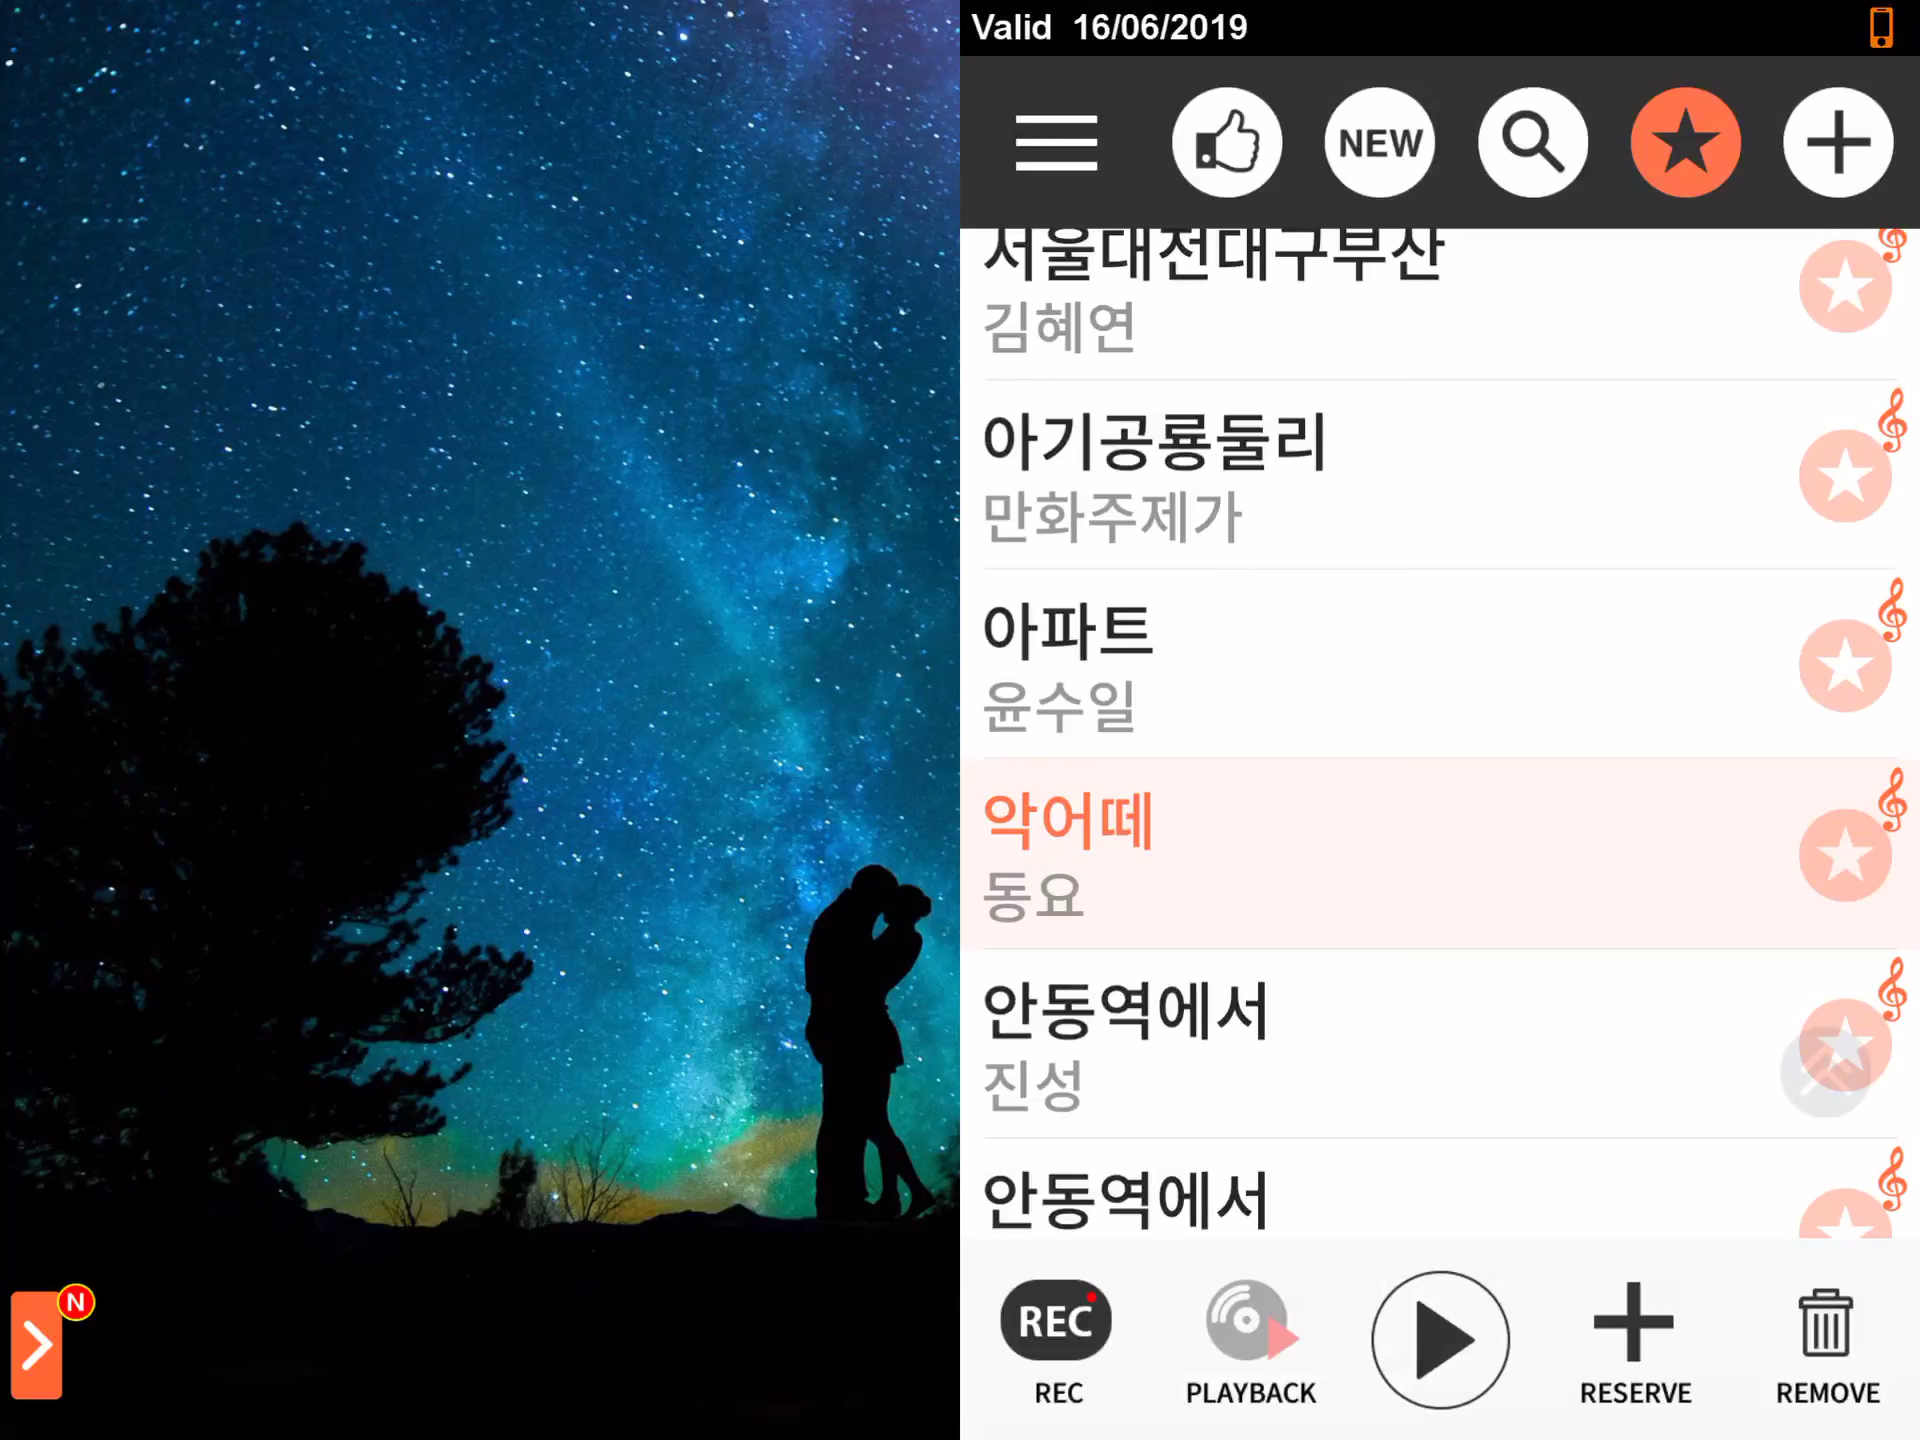 Valid 16/06/2019
NEW
서울대전대구부산
김혜연
아기공룡둘리
만화주제가
아파트
윤수일
악어떼
동요
안동역에서
진성
안동역에서
N
REC
REC
PLAYBACK
RESERVE
REMOVE